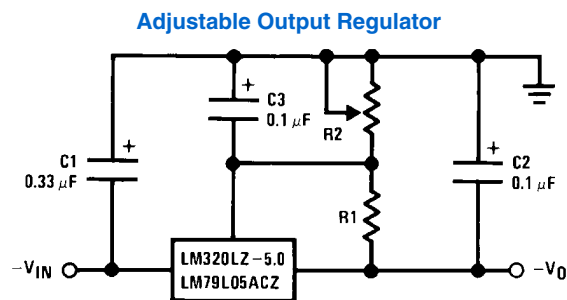 Adjustable Output Regulator
+
C3
0.1 μF
R2
+
C1
0.33 μF
+
C2
0.1 μF
R1
LM320LZ-5.0
LM79L05ACZ
-VIN
-VO